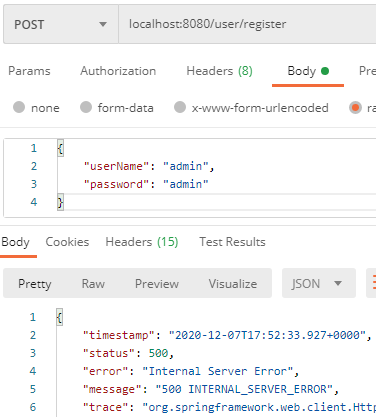 POST localhost:8080/user/register
Params Authorization Headers (8) Body Pre
none form-data x-www-form-urlencoded ra
1 {
2 "userName": "admin",
3 "password": "admin"
4 }
Body Cookies Headers (15) Test Results
Pretty Raw Preview Visualize JSON
1 {
2 "timestamp": "2020-12-07T17:52:33.927+0000",
3 "status": 500,
4 "error": "Internal Server Error",
5 "message": "500 INTERNAL_SERVER_ERROR",
6 "trace": "org.springframework.web.client.Http